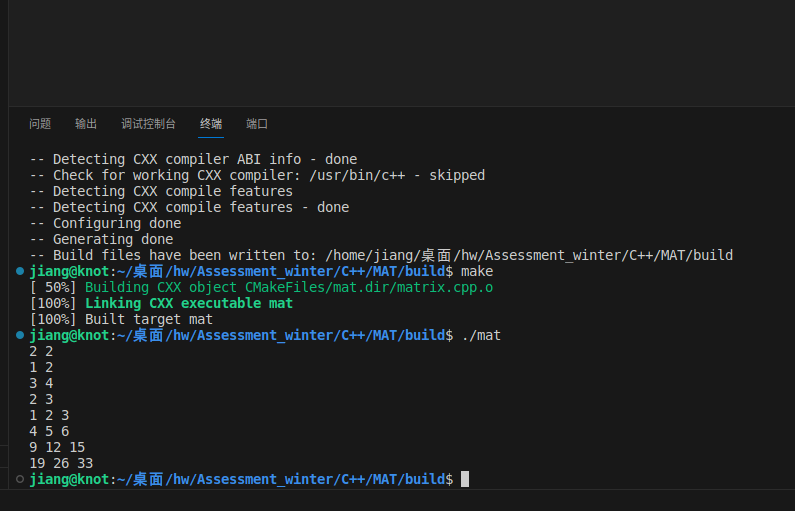 问题 输出 调试控制台 终端 端口
-- Detecting CXX compiler ABI info - done
-- Check for working CXX compiler: /usr/bin/c++ - skipped
-- Detecting CXX compile features
-- Detecting CXX compile features - done
-- Configuring done
-- Generating done
-- Build files have been written to: /home/jiang/桌面/hw/Assessment_winter/C++/MAT/build
jiang@knot:~/桌面/hw/Assessment_winter/C++/MAT/build$ make
[ 50%] Building CXX object CMakeFiles/mat.dir/matrix.cpp.o
[100%] Linking CXX executable mat
[100%] Built target mat
jiang@knot:~/桌面/hw/Assessment_winter/C++/MAT/build$ ./mat
2 2
1 2
3 4
2 3
1 2 3
4 5 6
9 12 15
19 26 33
jiang@knot:~/桌面/hw/Assessment_winter/C++/MAT/build$